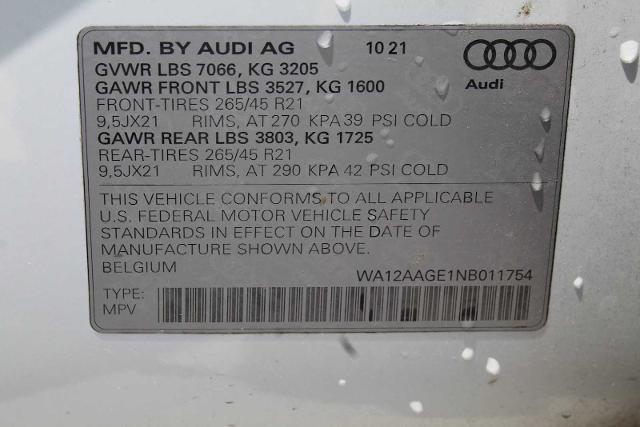 MFD. BY AUDI AG 10 21
GVWR LBS 7066, KG 3205
GAWR FRONT LBS 3527, KG 1600
FRONT-TIRES 265/45 R21
9,5JX21 RIMS, AT 270 KPA 39 PSI COLD
GAWR REAR LBS 3803, KG 1725
REAR-TIRES 265/45 R21
9,5JX21 RIMS, AT 290 KPA 42 PSI COLD
Audi
THIS VEHICLE CONFORMS TO ALL APPLICABLE
U.S. FEDERAL MOTOR VEHICLE SAFETY
STANDARDS IN EFFECT ON THE DATE OF
MANUFACTURE SHOWN ABOVE.
BELGIUM WA12AAGE1NB011754
TYPE:
MPV